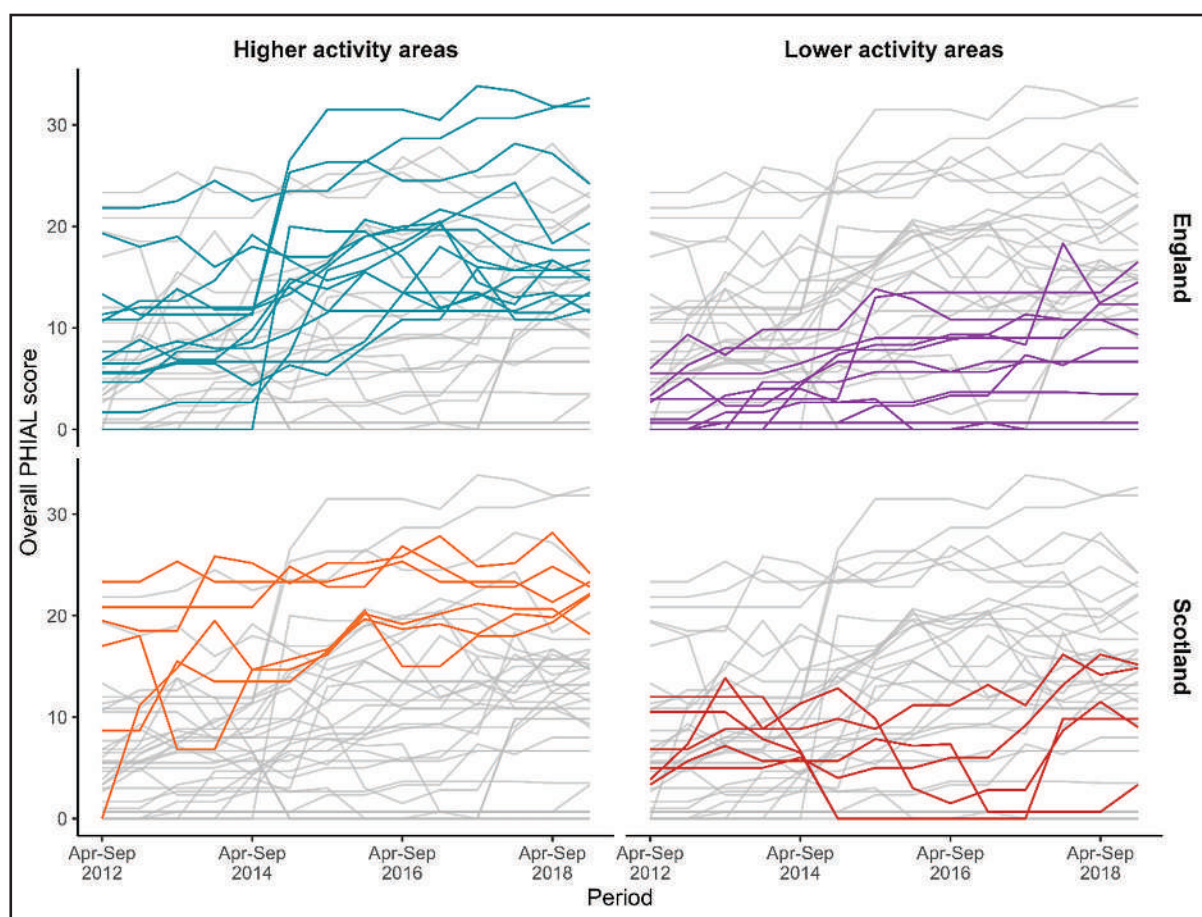 Higher activity areas
Lower activity areas
Overall PHIAL score
30
20
10
0
England
30
20
10
0
Scotland
Apr-Sep
2012
Apr-Sep
2014
Apr-Sep
2016
Apr-Sep
2018
Apr-Sep
2012
Apr-Sep
2014
Apr-Sep
2016
Apr-Sep
2018
Period